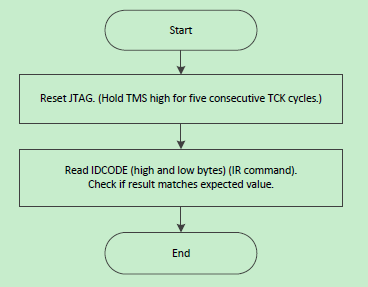 Start
Reset JTAG. (Hold TMS high for five consecutive TCK cycles.)
Read IDCODE (high and low bytes) (IR command).
Check if result matches expected value.
End